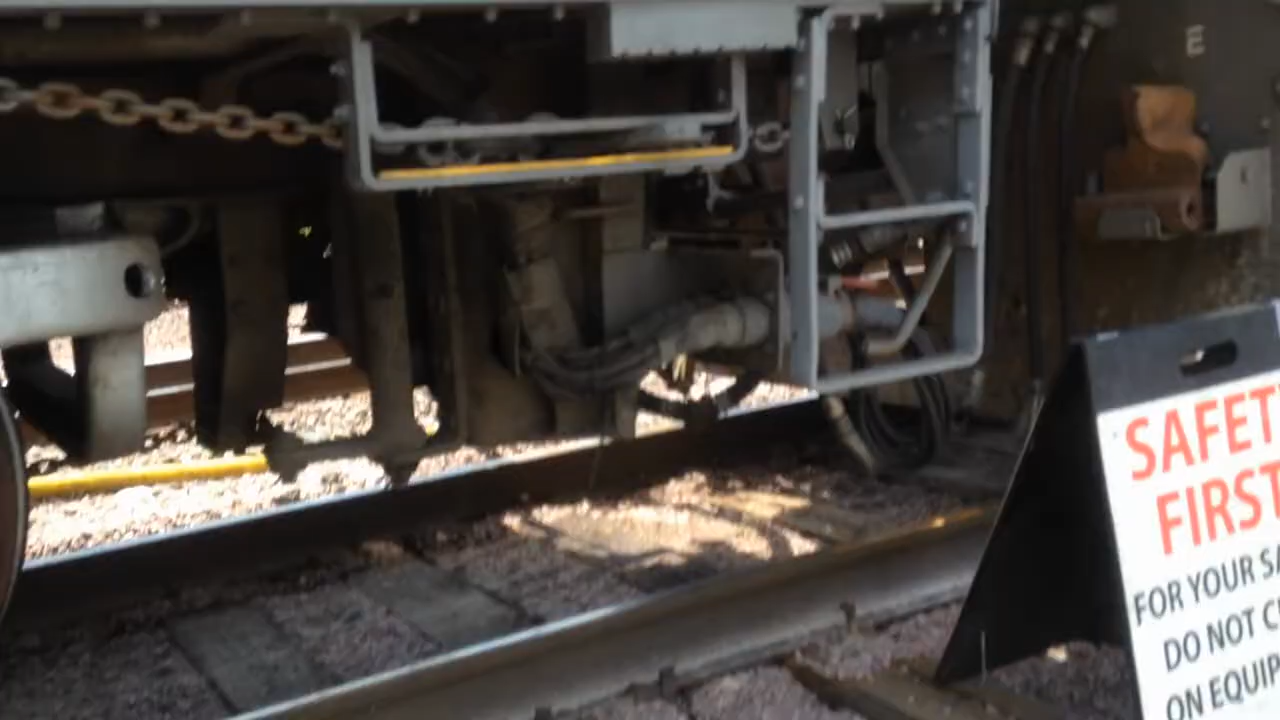 E
SAFET
FIRST
FOR YOUR SA
DO NOT C
ON EQUIP